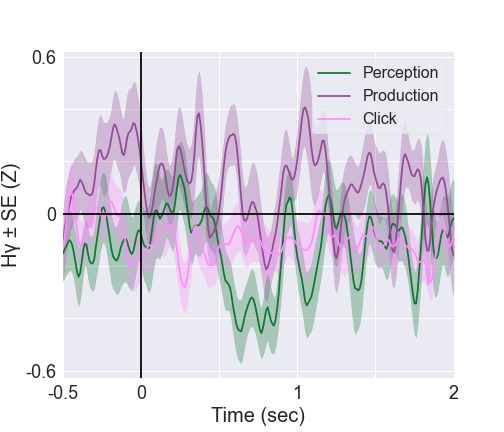 0.6
Perception
Production
Click
Hγ ± SE (Z)
0
-0.6
-0.5
0
1
2
Time (sec)